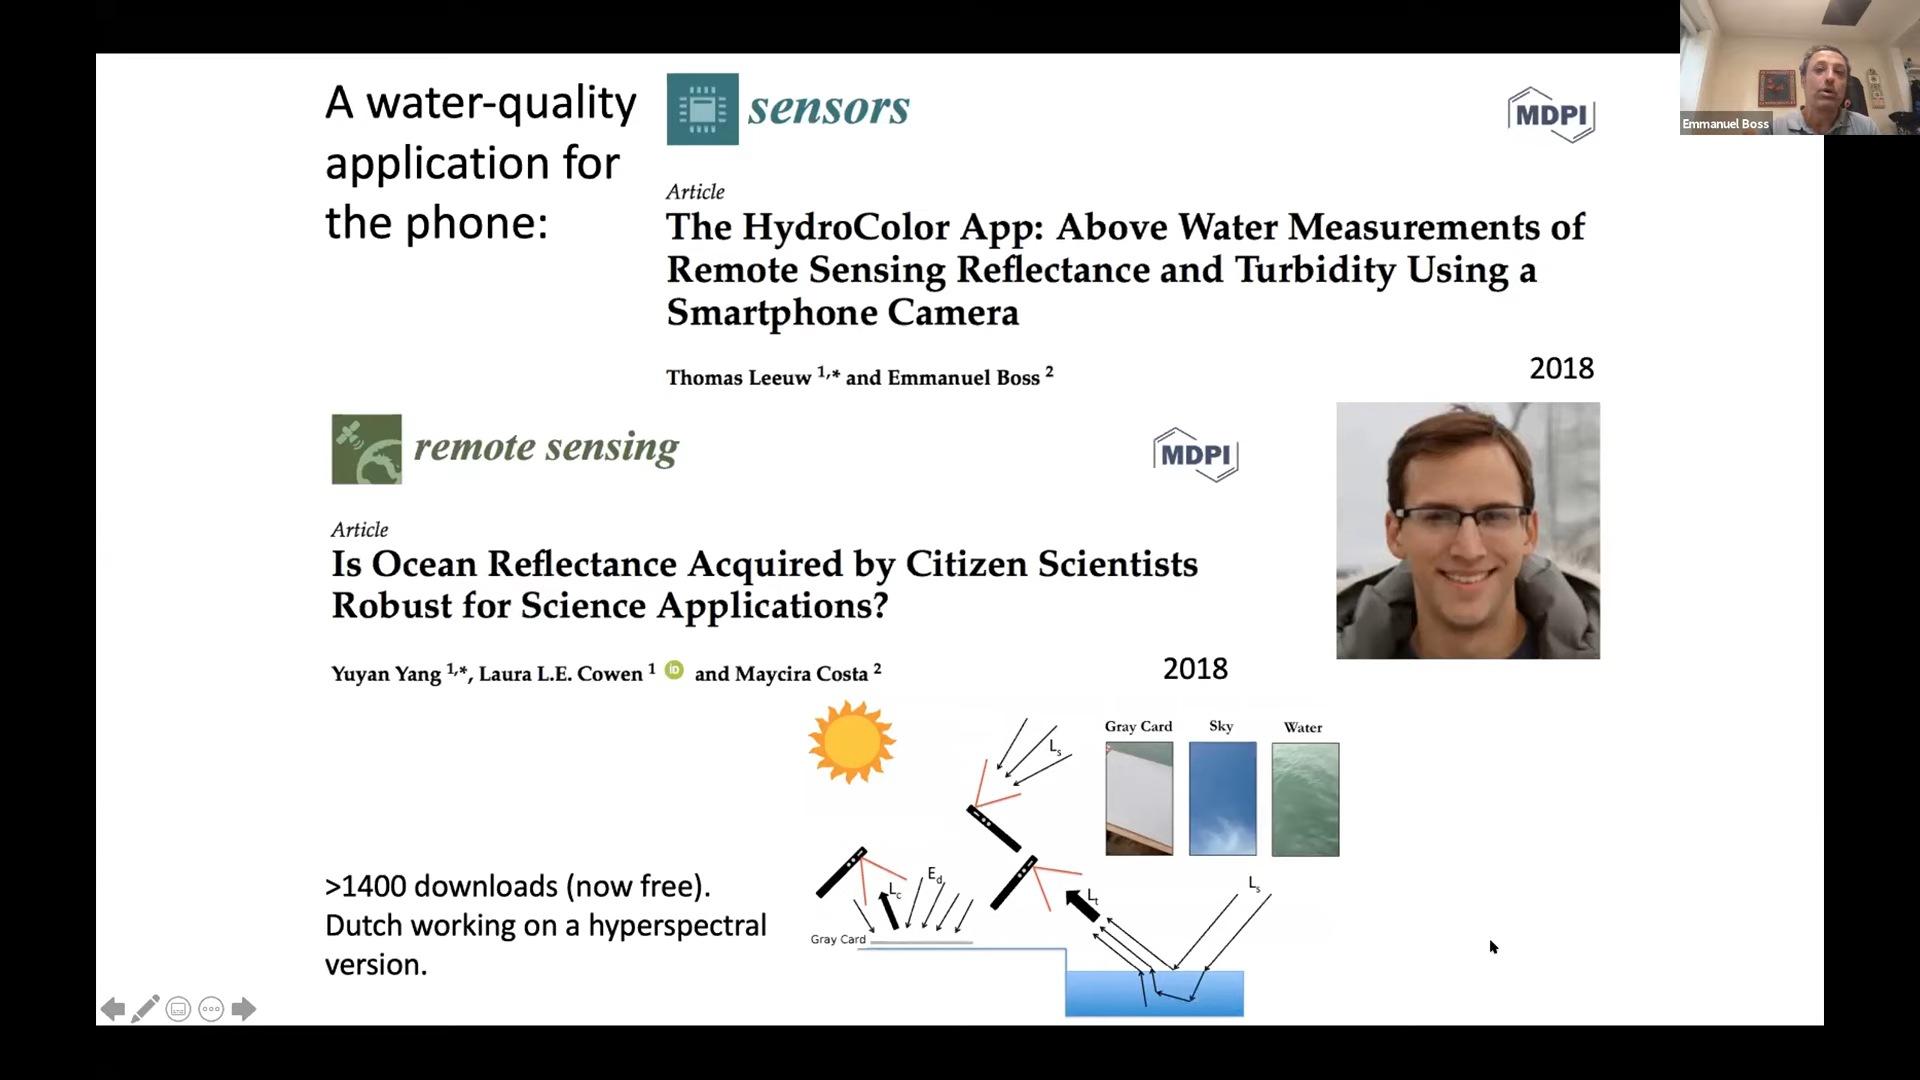 A water-quality
application for
the phone:
sensors
MDPI
Emmanuel Boss
Article
The HydroColor App: Above Water Measurements of
Remote Sensing Reflectance and Turbidity Using a
Smartphone Camera
Thomas Leeuw 1,* and Emmanuel Boss 2
2018
remote sensing
MDPI
Article
Is Ocean Reflectance Acquired by Citizen Scientists
Robust for Science Applications?
Yuyan Yang 1,*, Laura L.E. Cowen 1 iD and Maycira Costa 2
2018
Gray Card Sky Water
Ls
Ed
Lc
Lt
Ls
Gray Card
>1400 downloads (now free).
Dutch working on a hyperspectral
version.